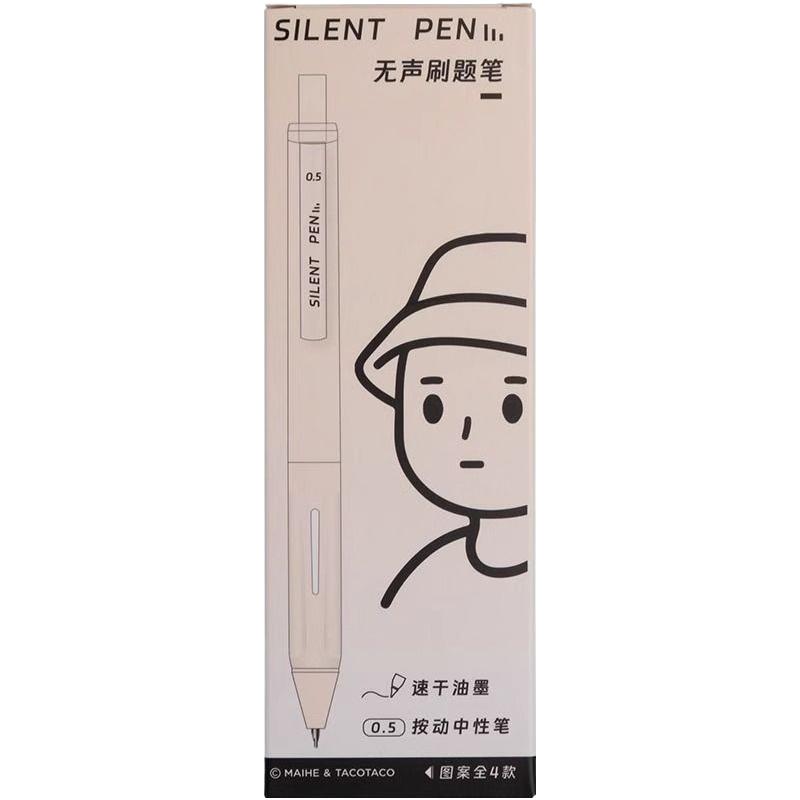 SILENT PEN
无声刷题笔
0.5
SILENT PEN
速干油墨
0.5 按动中性笔
© MAIHE & TACOTACO
图案全4款